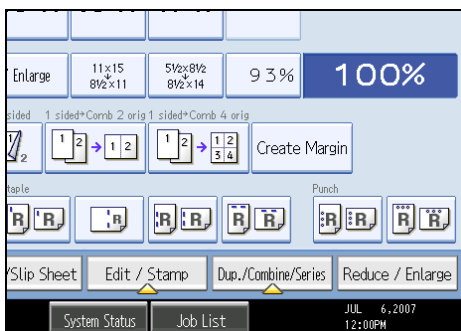 Enlarge 11×15 5½×8½ 93% 100%
8½×11 8½×14
sided 1 sided→Comb 2 orig 1 sided→Comb 4 orig
2 1 2 1 2 1 2 1 2 Create Margin
3 4
taple Punch
R R R R R R R R R R R
/Slip Sheet Edit / Stamp Dup./Combine/Series Reduce / Enlarge
System Status Job List JUL 6,2007
12:00PM